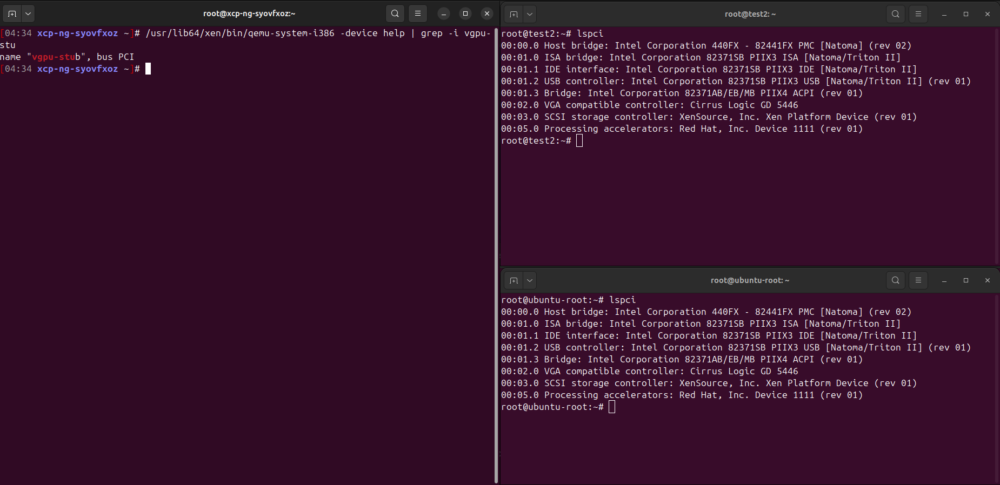 root@xcp-ng-syovfxoz:~
[04:34 xcp-ng-syovfxoz ~]# /usr/lib64/xen/bin/qemu-system-i386 -device help | grep -i vgpu-
stu
name "vgpu-stub", bus PCI
[04:34 xcp-ng-syovfxoz ~]#
root@test2: ~
root@test2:~# lspci
00:00.0 Host bridge: Intel Corporation 440FX - 82441FX PMC [Natoma] (rev 02)
00:01.0 ISA bridge: Intel Corporation 82371SB PIIX3 ISA [Natoma/Triton II]
00:01.1 IDE interface: Intel Corporation 82371SB PIIX3 IDE [Natoma/Triton II]
00:01.2 USB controller: Intel Corporation 82371SB PIIX3 USB [Natoma/Triton II] (rev 01)
00:01.3 Bridge: Intel Corporation 82371AB/EB/MB PIIX4 ACPI (rev 01)
00:02.0 VGA compatible controller: Cirrus Logic GD 5446
00:03.0 SCSI storage controller: XenSource, Inc. Xen Platform Device (rev 01)
00:05.0 Processing accelerators: Red Hat, Inc. Device 1111 (rev 01)
root@test2:~#
root@ubuntu-root: ~
root@ubuntu-root:~# lspci
00:00.0 Host bridge: Intel Corporation 440FX - 82441FX PMC [Natoma] (rev 02)
00:01.0 ISA bridge: Intel Corporation 82371SB PIIX3 ISA [Natoma/Triton II]
00:01.1 IDE interface: Intel Corporation 82371SB PIIX3 IDE [Natoma/Triton II]
00:01.2 USB controller: Intel Corporation 82371SB PIIX3 USB [Natoma/Triton II] (rev 01)
00:01.3 Bridge: Intel Corporation 82371AB/EB/MB PIIX4 ACPI (rev 01)
00:02.0 VGA compatible controller: Cirrus Logic GD 5446
00:03.0 SCSI storage controller: XenSource, Inc. Xen Platform Device (rev 01)
00:05.0 Processing accelerators: Red Hat, Inc. Device 1111 (rev 01)
root@ubuntu-root:~#